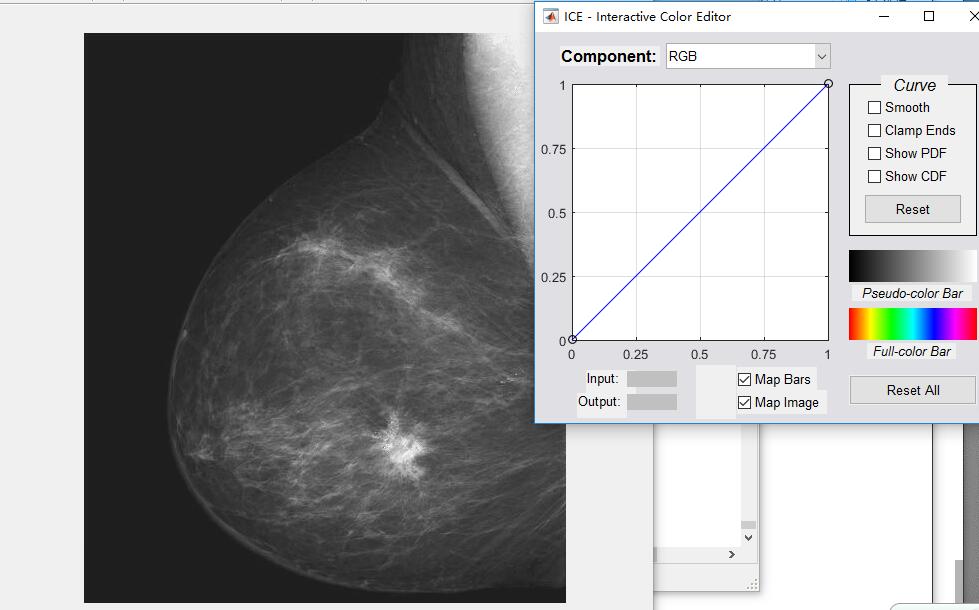 ICE - Interactive Color Editor
Component: RGB
Curve
Smooth
Clamp Ends
Show PDF
Show CDF
Reset
1
0.75
0.5
0.25
0
0 0.25 0.5 0.75 1
Pseudo-color Bar
Full-color Bar
Input:
Output:
Map Bars
Map Image
Reset All